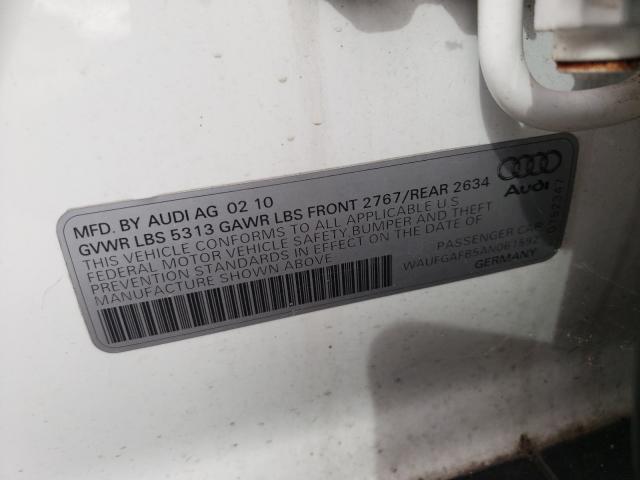 MFD. BY AUDI AG 02 10
GVWR LBS 5313 GAWR LBS FRONT 2767/REAR 2634
THIS VEHICLE CONFORMS TO ALL APPLICABLE U.S
FEDERAL MOTOR VEHICLE SAFETY, BUMPER AND THEFT
PREVENTION STANDARDS IN EFFECT ON THE DATE OF
MANUFACTURE SHOWN ABOVE
Audi
PASSENGER CAR
GERMANY